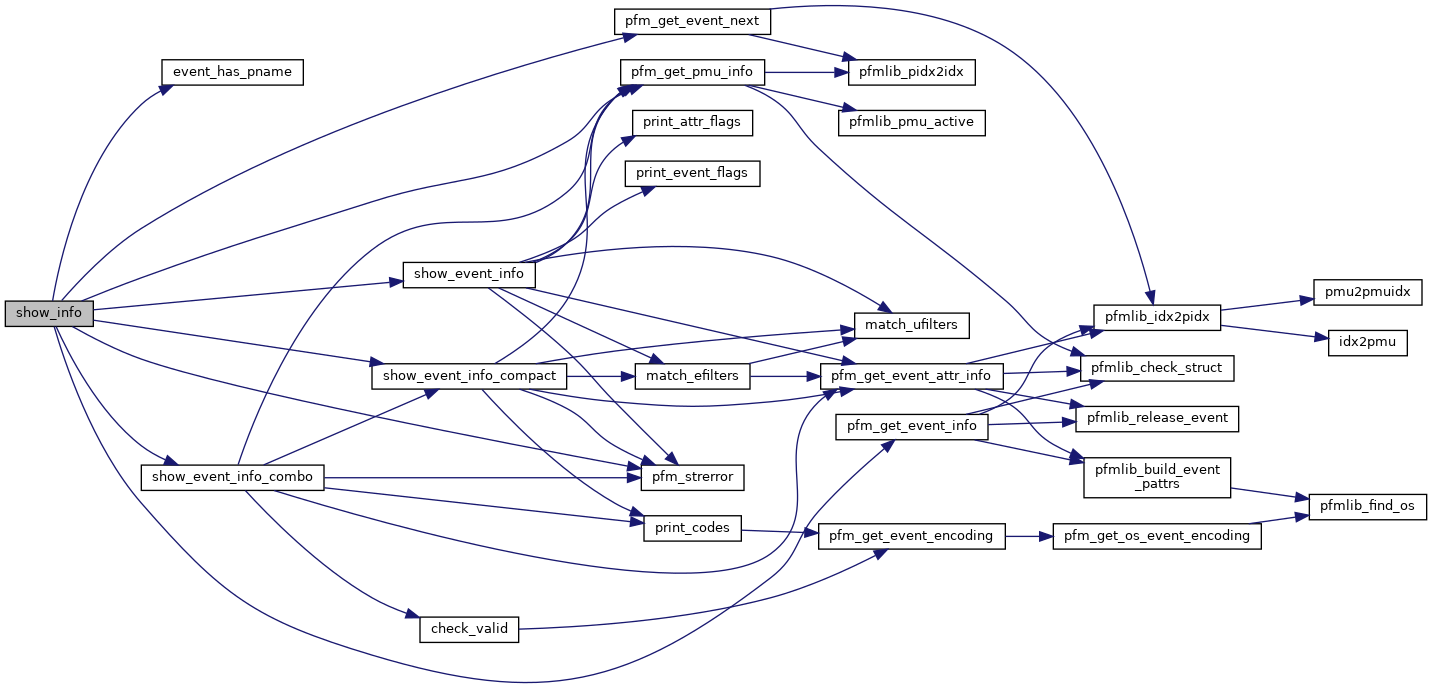 pfm_get_event_next
event_has_pname
pfm_get_pmu_info
pfmlib_pidx2idx
print_attr_flags
pfmlib_pmu_active
print_event_flags
show_event_info
pmu2pmuidx
show_info
pfmlib_idx2pidx
match_ufilters
idx2pmu
show_event_info_compact
match_efilters
pfm_get_event_attr_info
pfmlib_check_struct
pfm_get_event_info
pfmlib_release_event
show_event_info_combo
pfm_strerror
pfmlib_build_event
_pattrs
pfmlib_find_os
print_codes
pfm_get_event_encoding
pfm_get_os_event_encoding
check_valid